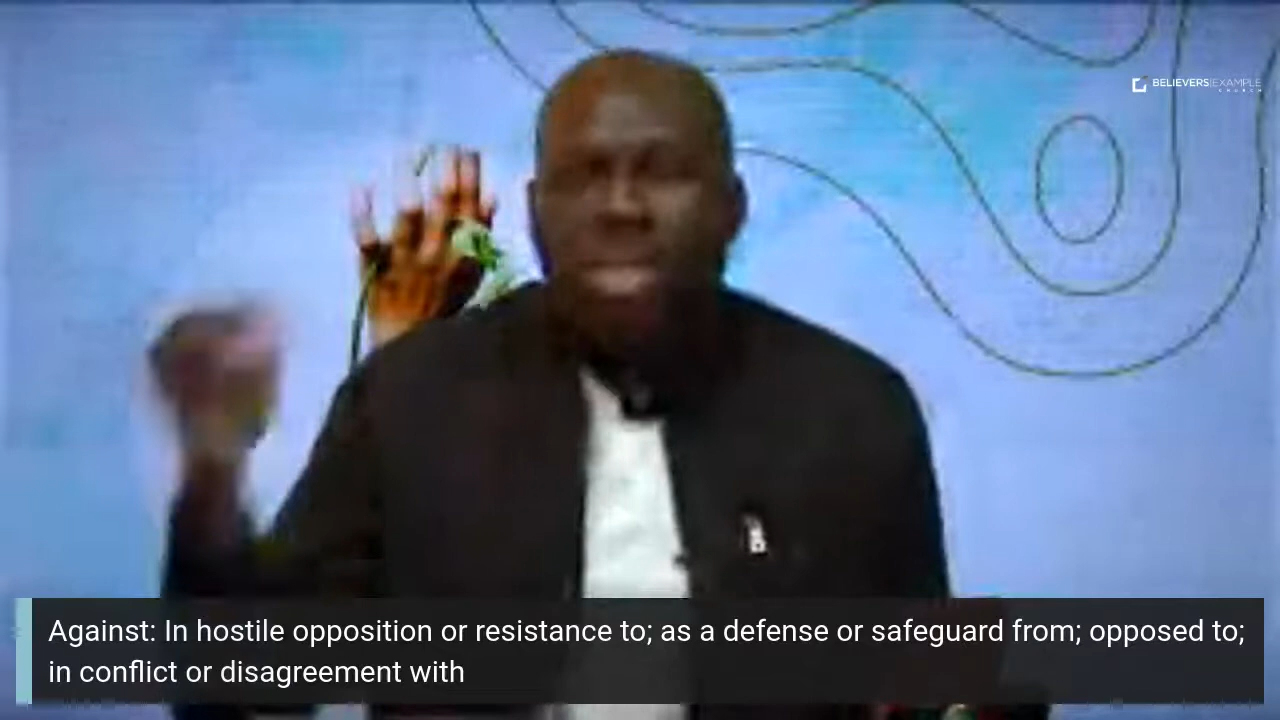 BELIEVERS EXAMPLE
CHURCH
Against: In hostile opposition or resistance to; as a defense or safeguard from; opposed to;
in conflict or disagreement with